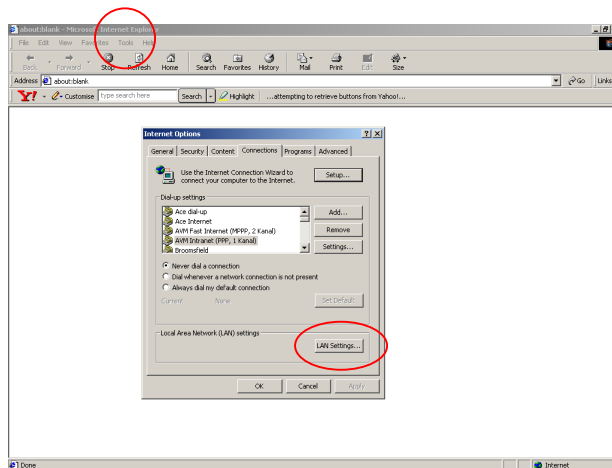 about:blank - Microsoft Internet Explorer
File Edit View Favorites Tools Help
Back Forward Stop Refresh Home Search Favorites History Mail Print Edit Size
Address about:blank Go Links
Y! Customise type search here Search Highlight ...attempting to retrieve buttons from Yahoo!...
Internet Options
General Security Content Connections Programs Advanced
Use the Internet Connection Wizard to
connect your computer to the Internet.
Setup...
Dial-up settings
Ace dial-up
Add...
Ace Internet
AVM Fast Internet (MPPP, 2 Kanal)
Remove
AVM Intranet (PPP, 1 Kanal)
Broomsfield
Settings...
Never dial a connection
Dial whenever a network connection is not present
Always dial my default connection
Current None Set Default
Local Area Network (LAN) settings
LAN Settings...
OK Cancel Apply
Done Internet